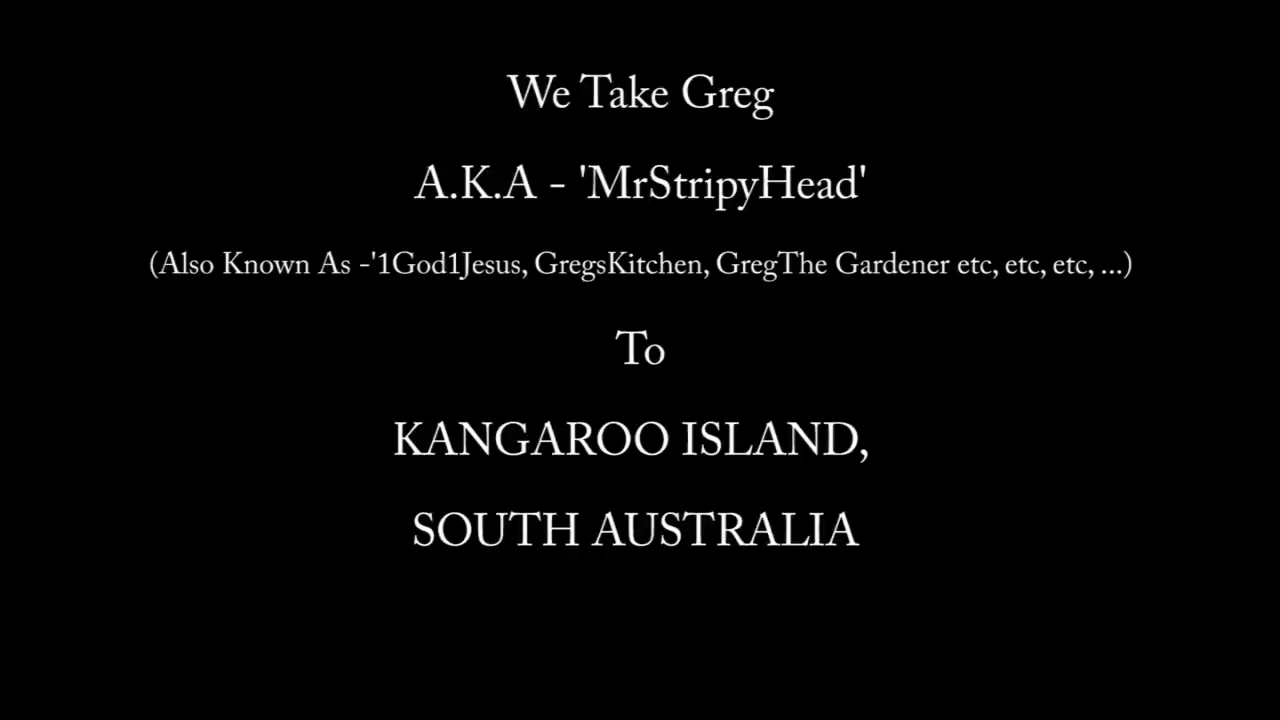 We Take Greg
A.K.A - 'MrStripyHead'
(Also Known As -'1God1Jesus, GregsKitchen, GregThe Gardener etc, etc, etc, ...)
To
KANGAROO ISLAND,
SOUTH AUSTRALIA